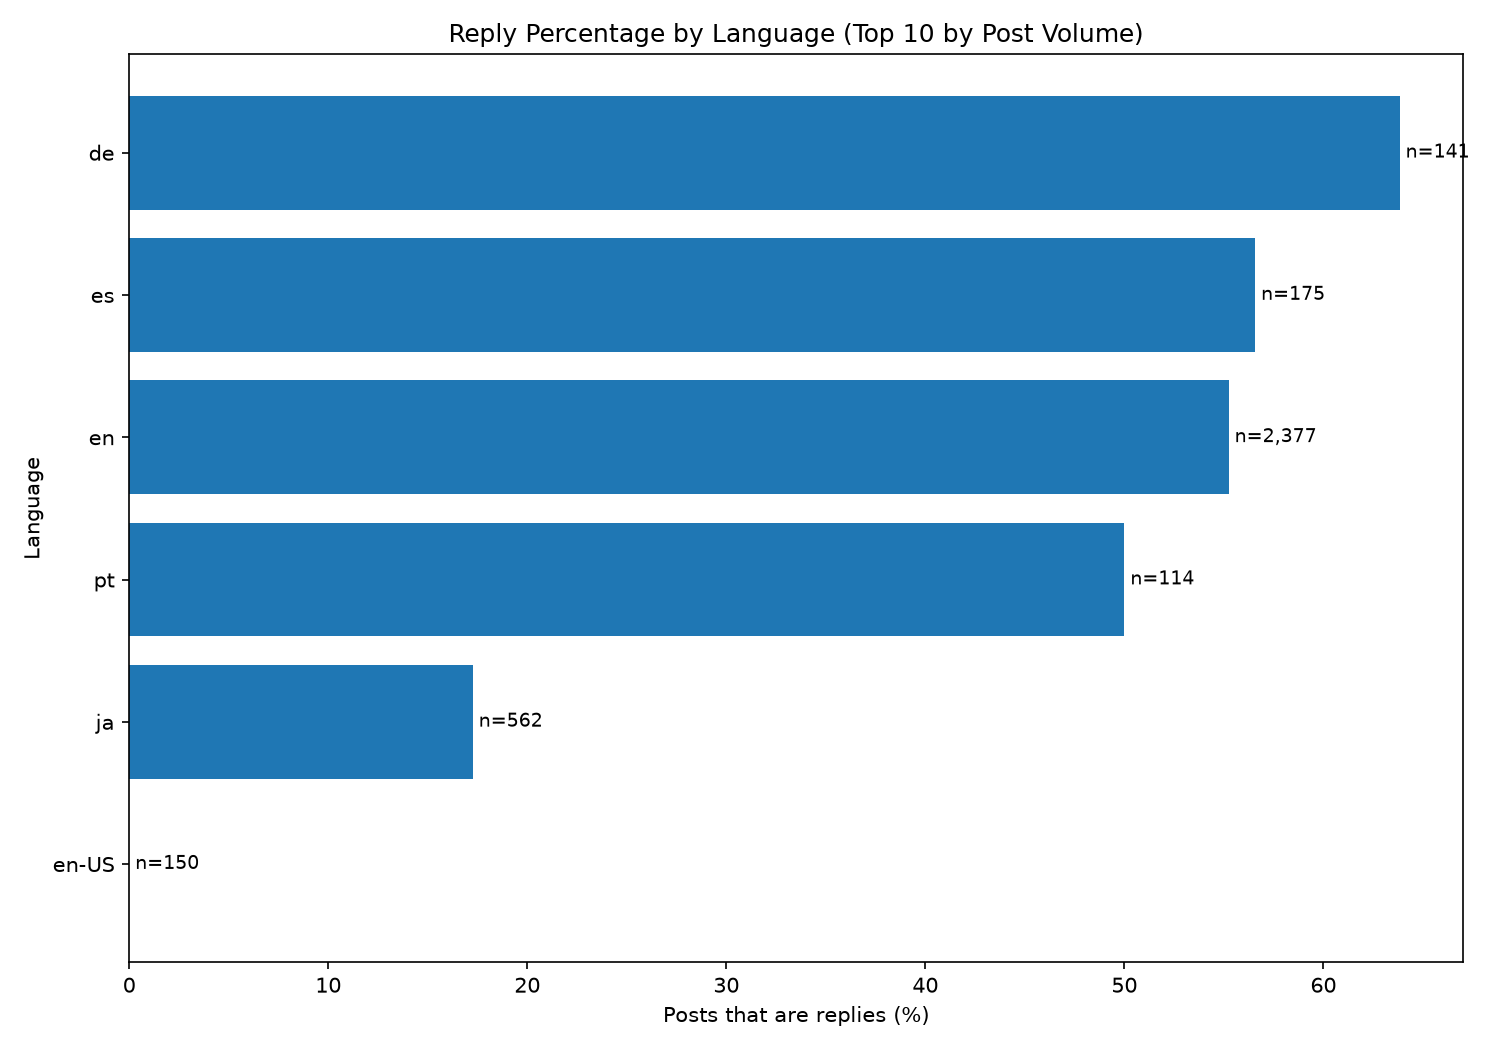 Reply Percentage by Language (Top 10 by Post Volume)
de
n=141
es
n=175
en
n=2,377
pt
n=114
ja
n=562
en-US
n=150
Language
0 10 20 30 40 50 60
Posts that are replies (%)